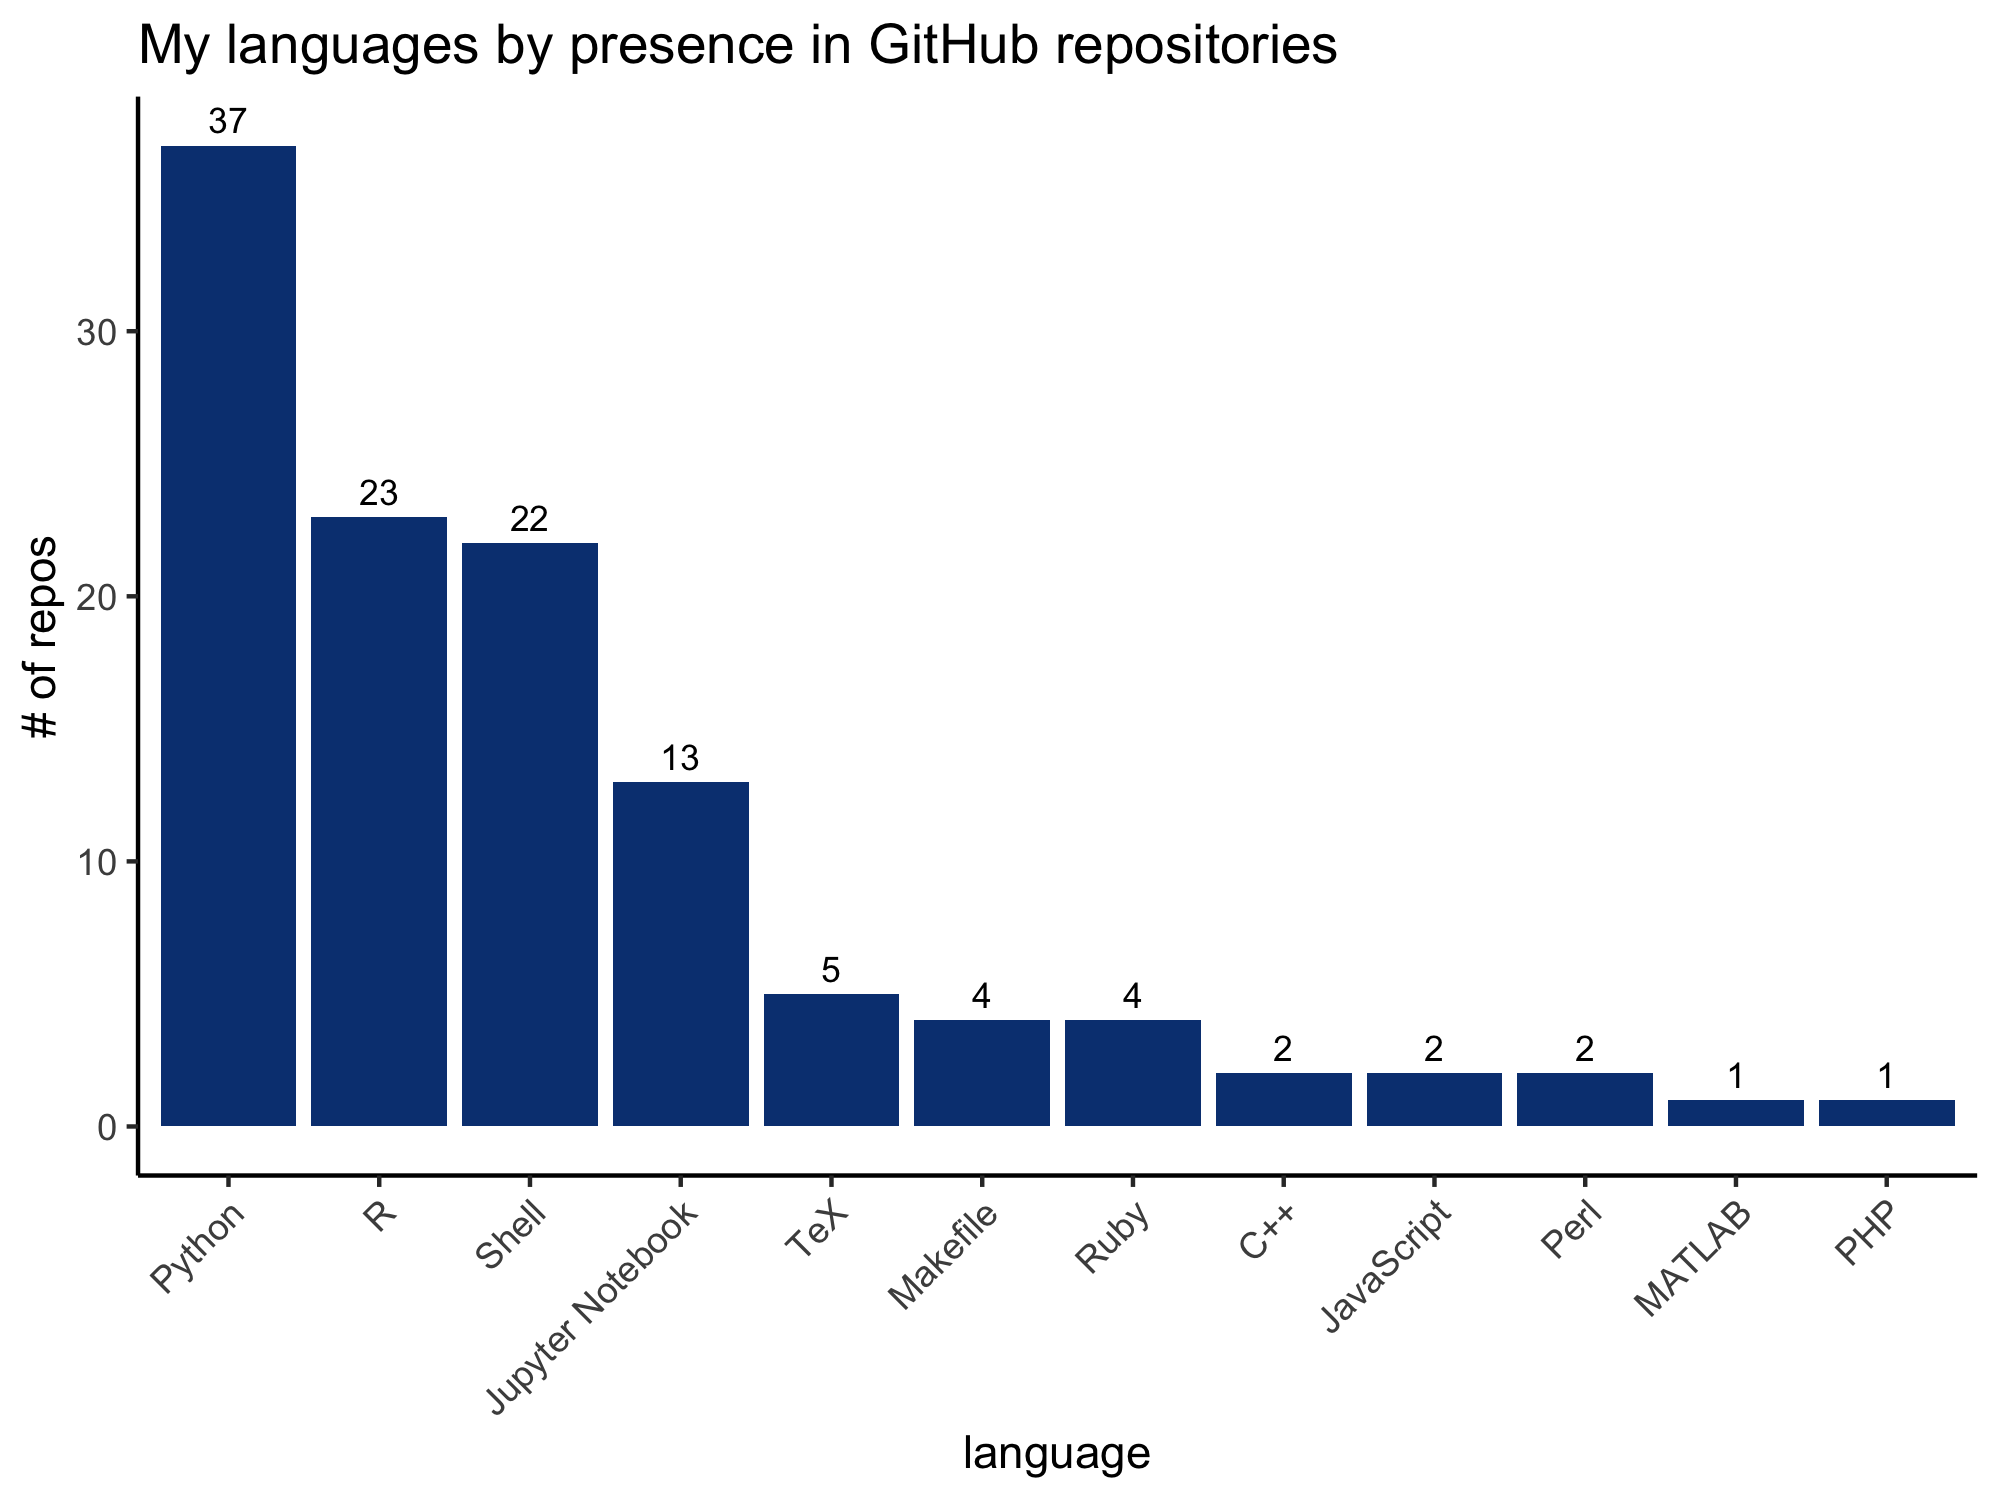 My languages by presence in GitHub repositories
# of repos
30
20
10
0
37
23
22
13
5
4
4
2
2
2
1
1
Python
R
Shell
Jupyter Notebook
TeX
Makefile
Ruby
C++
JavaScript
Perl
MATLAB
PHP
language